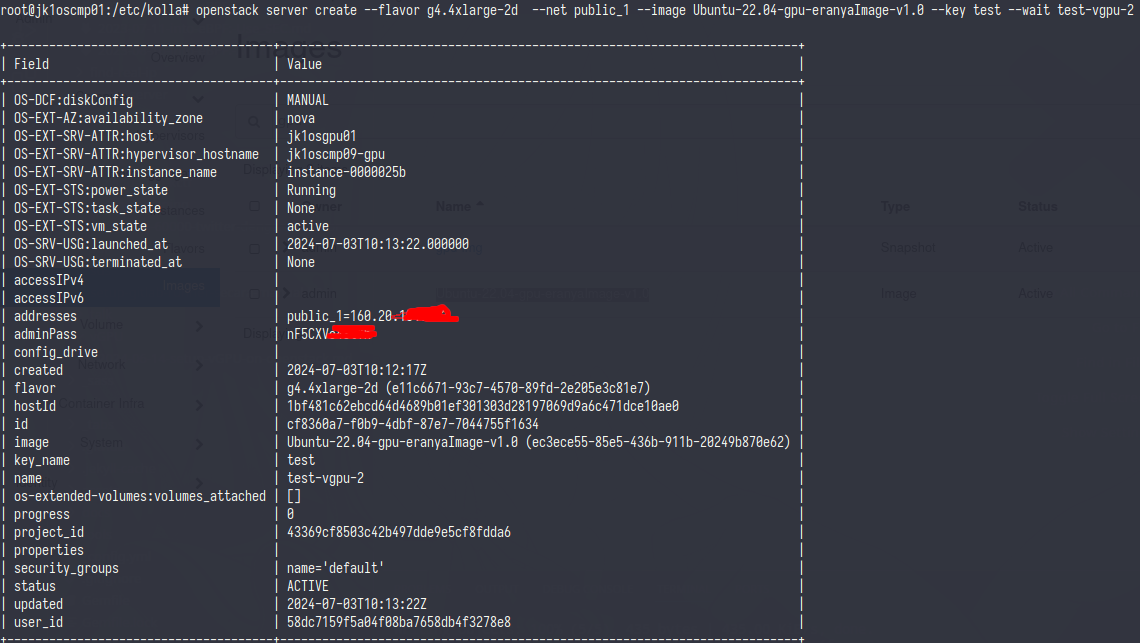 root@jk1oscmp01:/etc/kolla# openstack server create --flavor g4.4xlarge-2d --net public_1 --image Ubuntu-22.04-gpu-eranyaImage-v1.0 --key test --wait test-vgpu-2
| Field | Value |
| OS-DCF:diskConfig | MANUAL |
| OS-EXT-AZ:availability_zone | nova |
| OS-EXT-SRV-ATTR:host | jk1osgpu01 |
| OS-EXT-SRV-ATTR:hypervisor_hostname | jk1oscmp09-gpu |
| OS-EXT-SRV-ATTR:instance_name | instance-0000025b |
| OS-EXT-STS:power_state | Running |
| OS-EXT-STS:task_state | None |
| OS-EXT-STS:vm_state | active |
| OS-SRV-USG:launched_at | 2024-07-03T10:13:22.000000 |
| OS-SRV-USG:terminated_at | None |
| accessIPv4 | |
| accessIPv6 | |
| addresses | public_1=160.20. |
| adminPass | nF5CXV |
| config_drive | |
| created | 2024-07-03T10:12:17Z |
| flavor | g4.4xlarge-2d (e11c6671-93c7-4570-89fd-2e205e3c81e7) |
| hostId | 1bf481c62ebcd64d4689b01ef301303d28197069d9a6c471dce10ae0 |
| id | cf8360a7-f0b9-4dbf-87e7-7044755f1634 |
| image | Ubuntu-22.04-gpu-eranyaImage-v1.0 (ec3ece55-85e5-436b-911b-20249b870e62) |
| key_name | test |
| name | test-vgpu-2 |
| os-extended-volumes:volumes_attached | [] |
| progress | 0 |
| project_id | 43369cf8503c42b497dde9e5cf8fdda6 |
| properties | |
| security_groups | name='default' |
| status | ACTIVE |
| updated | 2024-07-03T10:13:22Z |
| user_id | 58dc7159f5a04f08ba7658db4f3278e8 |